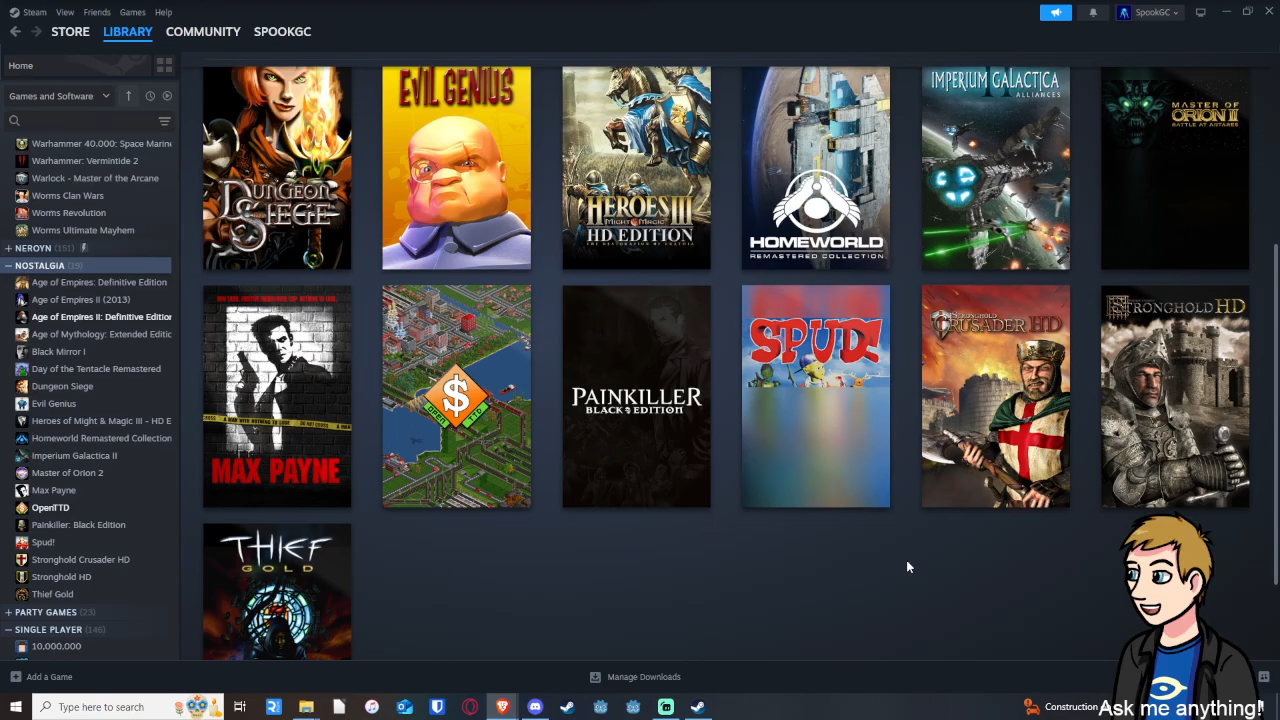 Steam View Friends Games Help
SPOOKGC
STORE LIBRARY COMMUNITY SPOOKGC
Home
Games and Software
Warhammer 40.000: Space Marine
Warhammer: Vermintide 2
Warlock - Master of the Arcane
Worms Clan Wars
Worms Revolution
Worms Ultimate Mayhem
NEROYN (151)
NOSTALGIA (19)
Age of Empires: Definitive Edition
Age of Empires II (2013)
Age of Empires II: Definitive Edition
Age of Mythology: Extended Editic
Black Mirror I
Day of the Tentacle Remastered
Dungeon Siege
Evil Genius
Heroes of Might & Magic III - HD E
Homeworld Remastered Collection
Imperium Galactica II
Master of Orion 2
Max Payne
OpenTTD
Painkiller: Black Edition
Spud!
Stronghold Crusader HD
Stronghold HD
Thief Gold
PARTY GAMES (23)
SINGLE PLAYER (146)
10,000,000
DUNGEON
SIEGE
EVIL GENIUS
HEROES III
MIGHT MAGIC
HD EDITION
HOMEWORLD
REMASTERED COLLECTION
IMPERIUM GALACTICA
ALLIANCES
MASTER OF
ORION II
BATTLE AT ANTARES
MAX PAYNE
$
OPEN TTD
PAINKILLER
BLACK EDITION
SPUD!
STRONGHOLD
CRUSADER HD
STRONGHOLD HD
THIEF
GOLD
Add a Game
Manage Downloads
Type here to search
Construction
Ask me anything!